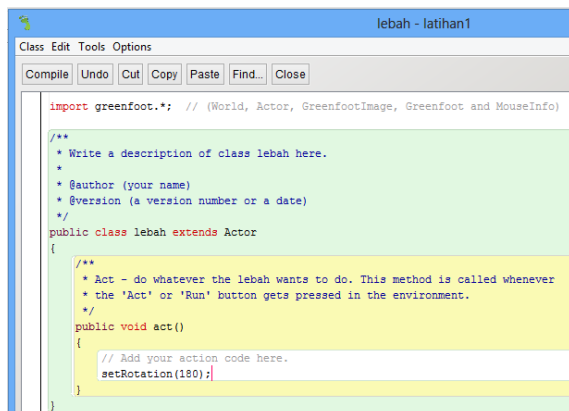 lebah - latihan1
Class Edit Tools Options
Compile Undo Cut Copy Paste Find... Close
import greenfoot.*;  // (World, Actor, GreenfootImage, Greenfoot and MouseInfo)
/**
 * Write a description of class lebah here.
 *
 * @author (your name)
 * @version (a version number or a date)
 */
public class lebah extends Actor
{
    /**
     * Act - do whatever the lebah wants to do. This method is called whenever
     * the 'Act' or 'Run' button gets pressed in the environment.
     */
    public void act()
    {
        // Add your action code here.
        setRotation(180);
    }
}